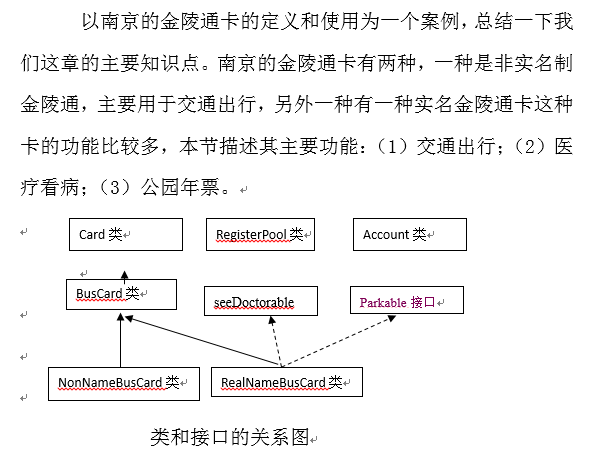 以南京的金陵通卡的定义和使用为一个案例，总结一下我
们这章的主要知识点。南京的金陵通卡有两种，一种是非实名制
金陵通，主要用于交通出行，另外一种有一种实名金陵通卡这种
卡的功能比较多，本节描述其主要功能：（1）交通出行；（2）医
疗看病；（3）公园年票。
Card 类
RegisterPool 类
Account 类
BusCard 类
seeDoctorable
Parkable 接口
NonNameBusCard 类
RealNameBusCard 类
类和接口的关系图